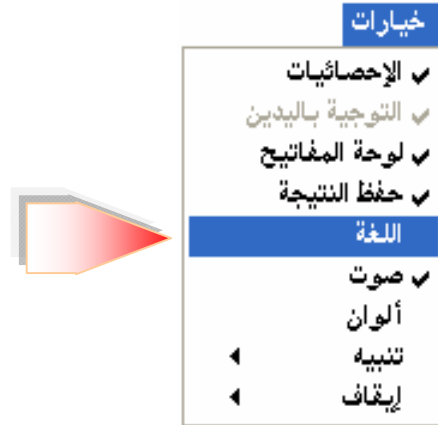 خيارات
الإحصائيات
التوجية باليدين
لوحة المفاتيح
حفظ النتيجة
اللغة
صوت
ألوان
تنبيه
إيقاف